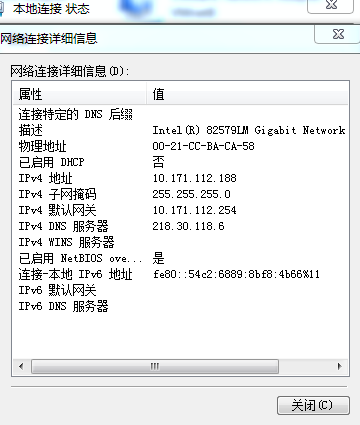 本地连接 状态
网络连接详细信息
网络连接详细信息(D):
属性 值
连接特定的 DNS 后缀
描述 Intel(R) 82579LM Gigabit Network
物理地址 00-21-CC-BA-CA-58
已启用 DHCP 否
IPv4 地址 10.171.112.188
IPv4 子网掩码 255.255.255.0
IPv4 默认网关 10.171.112.254
IPv4 DNS 服务器 218.30.118.6
IPv4 WINS 服务器
已启用 NetBIOS ove... 是
连接-本地 IPv6 地址 fe80::54c2:6889:8bf8:4b66%11
IPv6 默认网关
IPv6 DNS 服务器
关闭(C)